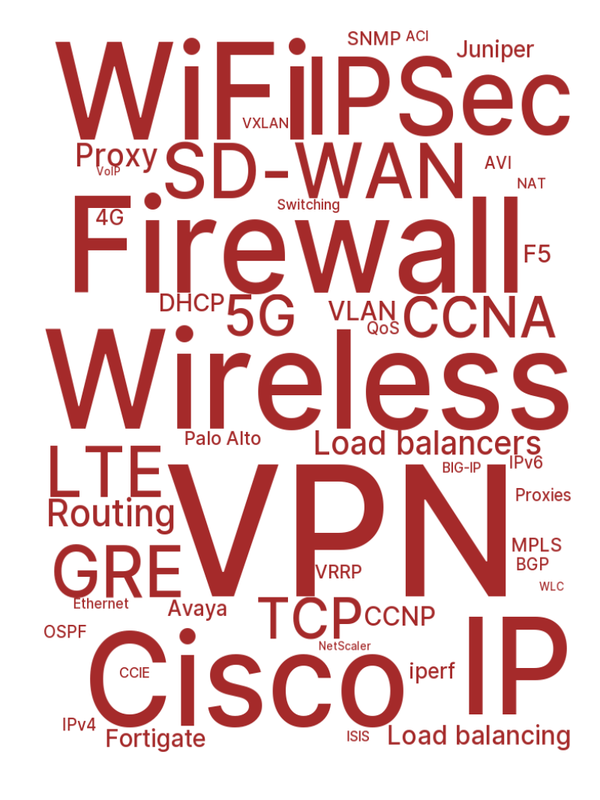 SNMP ACI
Juniper
WiFi
IPSec
VXLAN
Proxy
VoIP
SD-WAN
AVI
NAT
Switching
4G
Firewall
F5
DHCP
5G
VLAN
QoS
CCNA
Wireless
Palo Alto
Load balancers
LTE
BIG-IP
IPv6
Routing
VPN
Proxies
GRE
VRRP
MPLS
BGP
WLC
Ethernet
Avaya
TCP
CCNP
OSPF
Cisco
CCIE
NetScaler
iperf
IP
IPv4
Fortigate
ISIS
Load balancing